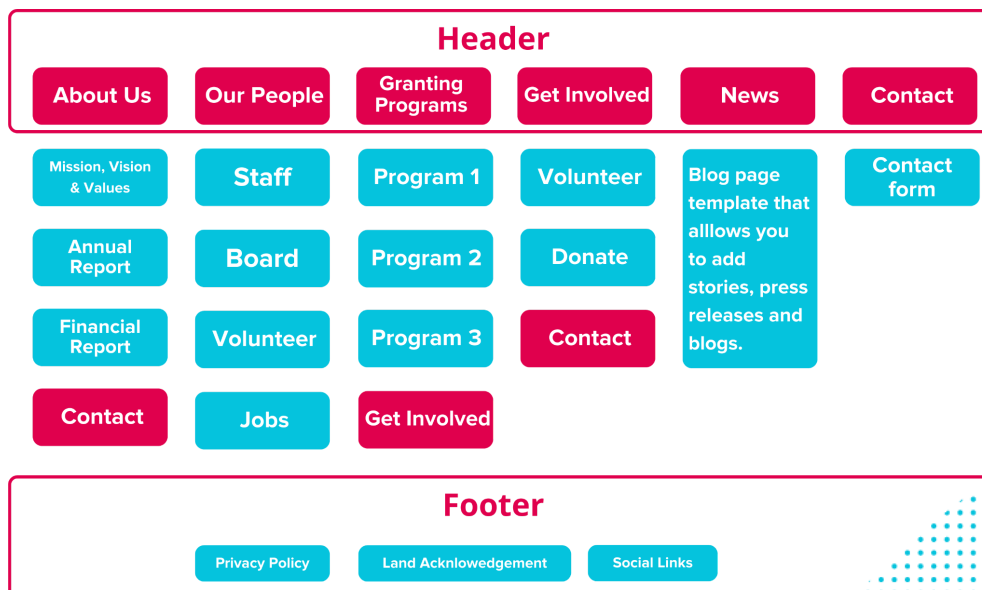 Header
About Us
Our People
Granting
Programs
Get Involved
News
Contact
Mission, Vision
& Values
Annual
Report
Financial
Report
Contact
Staff
Board
Volunteer
Jobs
Program 1
Program 2
Program 3
Get Involved
Volunteer
Donate
Contact
Blog page
template that
alllows you
to add
stories, press
releases and
blogs.
Contact
form
Footer
Privacy Policy
Land Acknlowedgement
Social Links